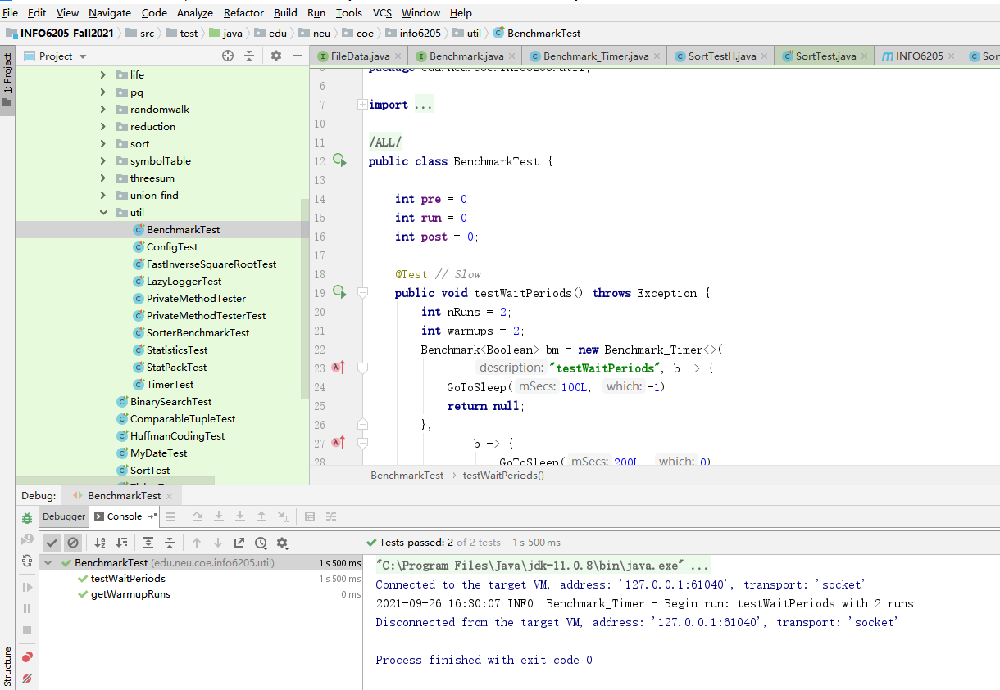 File Edit View Navigate Code Analyze Refactor Build Run Tools VCS Window Help
INFO6205-Fall2021 src test java edu neu coe info6205 util BenchmarkTest
1: Project
Project
FileData.java Benchmark.java Benchmark_Timer.java SortTestH.java SortTest.java INFO6205 Sor
life
pq
randomwalk
reduction
sort
symbolTable
threesum
union_find
util
BenchmarkTest
ConfigTest
FastInverseSquareRootTest
LazyLoggerTest
PrivateMethodTester
PrivateMethodTesterTest
SorterBenchmarkTest
StatisticsTest
StatPackTest
TimerTest
BinarySearchTest
ComparableTupleTest
HuffmanCodingTest
MyDateTest
SortTest
package edu.neu.coe.info6205.util;
6
7 import ...
10
11 /ALL/
12 public class BenchmarkTest {
13
14 int pre = 0;
15 int run = 0;
16 int post = 0;
17
18 @Test // Slow
19 public void testWaitPeriods() throws Exception {
20 int nRuns = 2;
21 int warmups = 2;
22 Benchmark<Boolean> bm = new Benchmark_Timer<>(
23 description: "testWaitPeriods", b -> {
24 GoToSleep( mSecs: 100L, which: -1);
25 return null;
26 },
27 b -> {
28 GoToSleep( mSecs: 200L, which: 0);
BenchmarkTest › testWaitPeriods()
Debug: BenchmarkTest
Debugger Console
Tests passed: 2 of 2 tests – 1 s 500 ms
BenchmarkTest (edu.neu.coe.info6205.util) 1 s 500 ms
testWaitPeriods 1 s 500 ms
getWarmupRuns 0 ms
"C:\Program Files\Java\jdk-11.0.8\bin\java.exe" ...
Connected to the target VM, address: '127.0.0.1:61040', transport: 'socket'
2021-09-26 16:30:07 INFO  Benchmark_Timer - Begin run: testWaitPeriods with 2 runs
Disconnected from the target VM, address: '127.0.0.1:61040', transport: 'socket'
Process finished with exit code 0
Structure